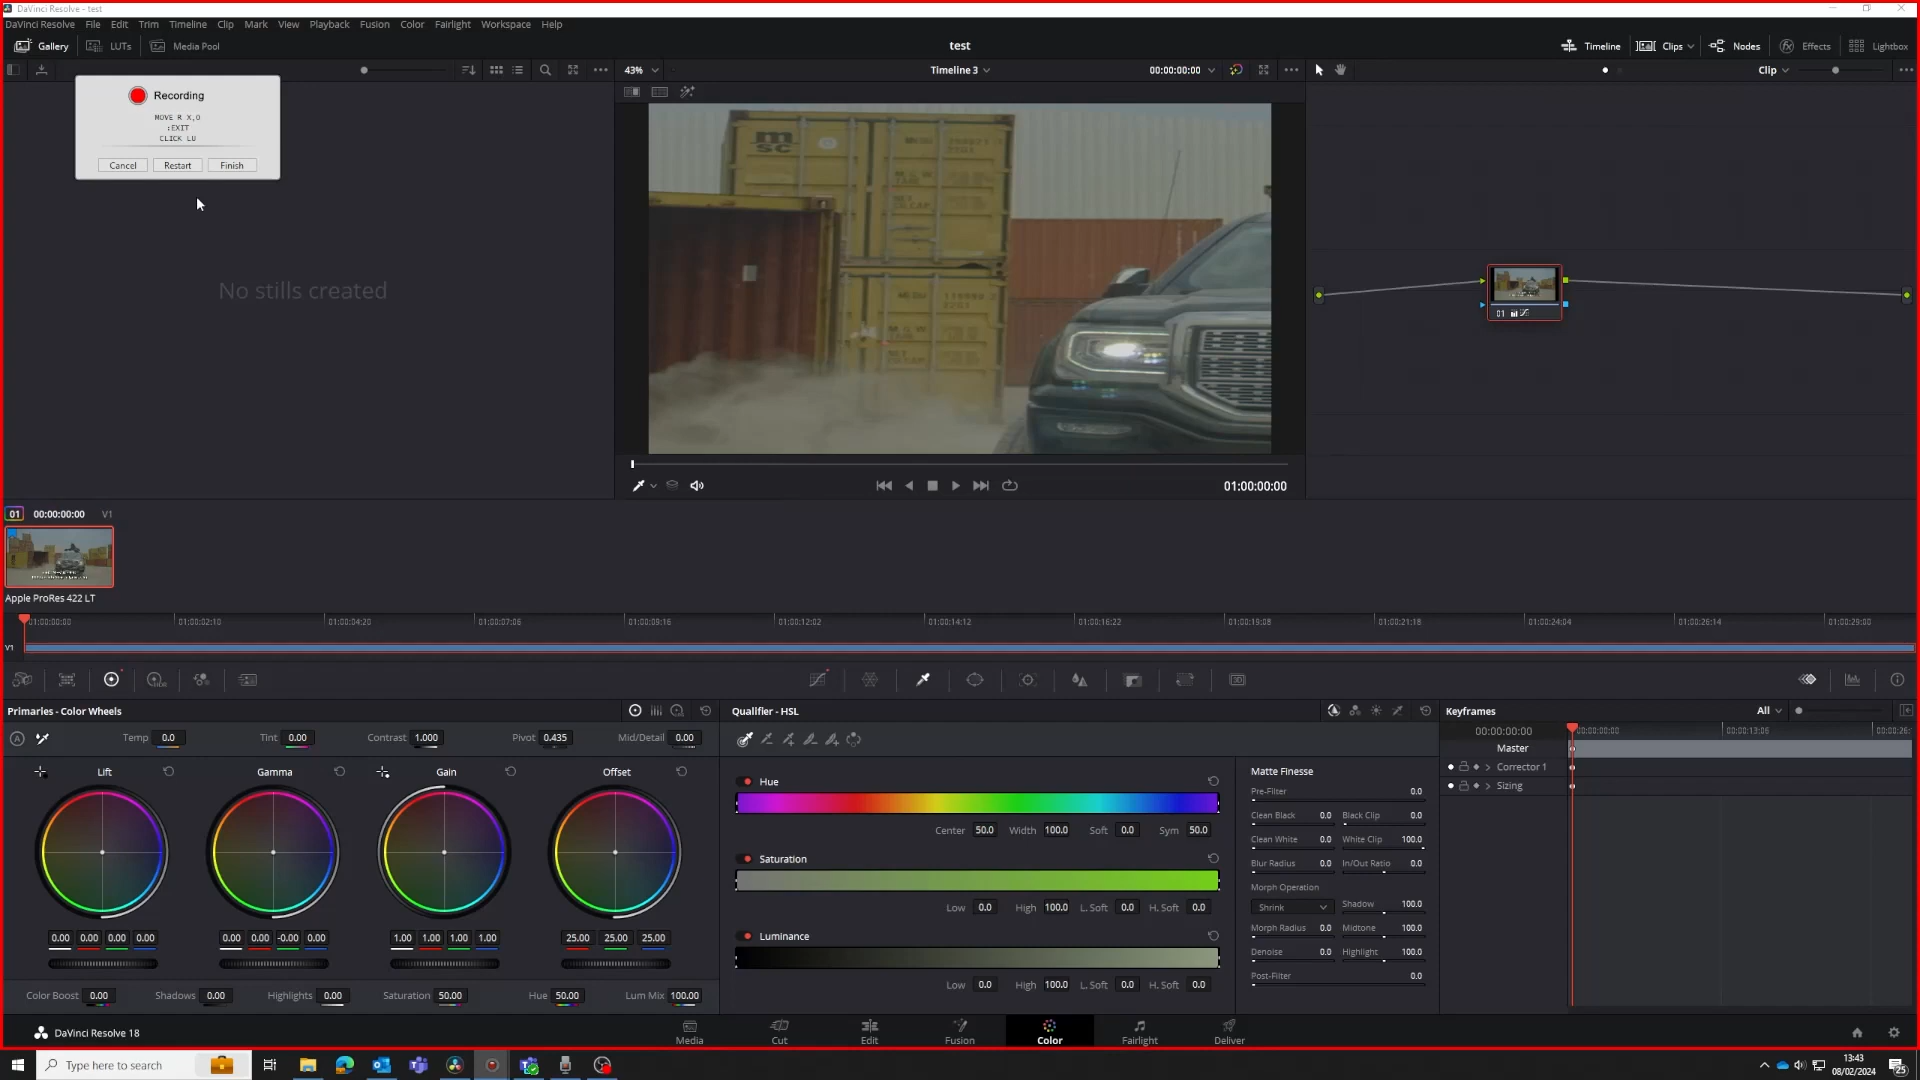 DaVinci Resolve - test
DaVinci Resolve File Edit Trim Timeline Clip Mark View Playback Fusion Color Fairlight Workspace Help
Gallery LUTs Media Pool test Timeline Clips Nodes Effects Lightbox
43% Timeline 3 00:00:00:00 Clip
Recording
MOVE R X,0
:EXIT
CLICK LU
Cancel Restart Finish
msc
No stills created
01
01:00:00:00
01 00:00:00:00 V1
Apple ProRes 422 LT
01:00:00:00 01:00:02:10 01:00:04:20 01:00:07:06 01:00:09:16 01:00:12:02 01:00:14:12 01:00:16:22 01:00:19:08 01:00:21:18 01:00:24:04 01:00:26:14 01:00:29:00
V1
HDR 3D
Primaries - Color Wheels Qualifier - HSL Keyframes All
A Temp 0.0 Tint 0.00 Contrast 1.000 Pivot 0.435 Mid/Detail 0.00
00:00:00:00 00:00:00:00 00:00:13:06 00:00:26:
Master
Corrector 1
Sizing
Lift Gamma Gain Offset
0.00 0.00 0.00 0.00 0.00 0.00 -0.00 0.00 1.00 1.00 1.00 1.00 25.00 25.00 25.00
Color Boost 0.00 Shadows 0.00 Highlights 0.00 Saturation 50.00 Hue 50.00 Lum Mix 100.00
Hue
Center 50.0 Width 100.0 Soft 0.0 Sym 50.0
Saturation
Low 0.0 High 100.0 L. Soft 0.0 H. Soft 0.0
Luminance
Low 0.0 High 100.0 L. Soft 0.0 H. Soft 0.0
Matte Finesse
Pre-Filter 0.0
Clean Black 0.0 Black Clip 0.0
Clean White 0.0 White Clip 100.0
Blur Radius 0.0 In/Out Ratio 0.0
Morph Operation
Shrink Shadow 100.0
Morph Radius 0.0 Midtone 100.0
Denoise 0.0 Highlight 100.0
Post-Filter 0.0
DaVinci Resolve 18 Media Cut Edit Fusion Color Fairlight Deliver
Type here to search
13:43
08/02/2024
25